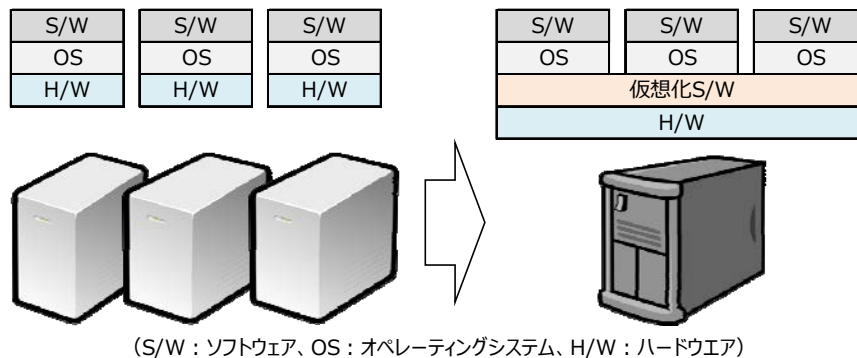 S/W S/W S/W S/W S/W S/W
OS OS OS OS OS OS
H/W H/W H/W 仮想化S/W
H/W
（S/W：ソフトウェア、OS：オペレーティングシステム、H/W：ハードウエア）